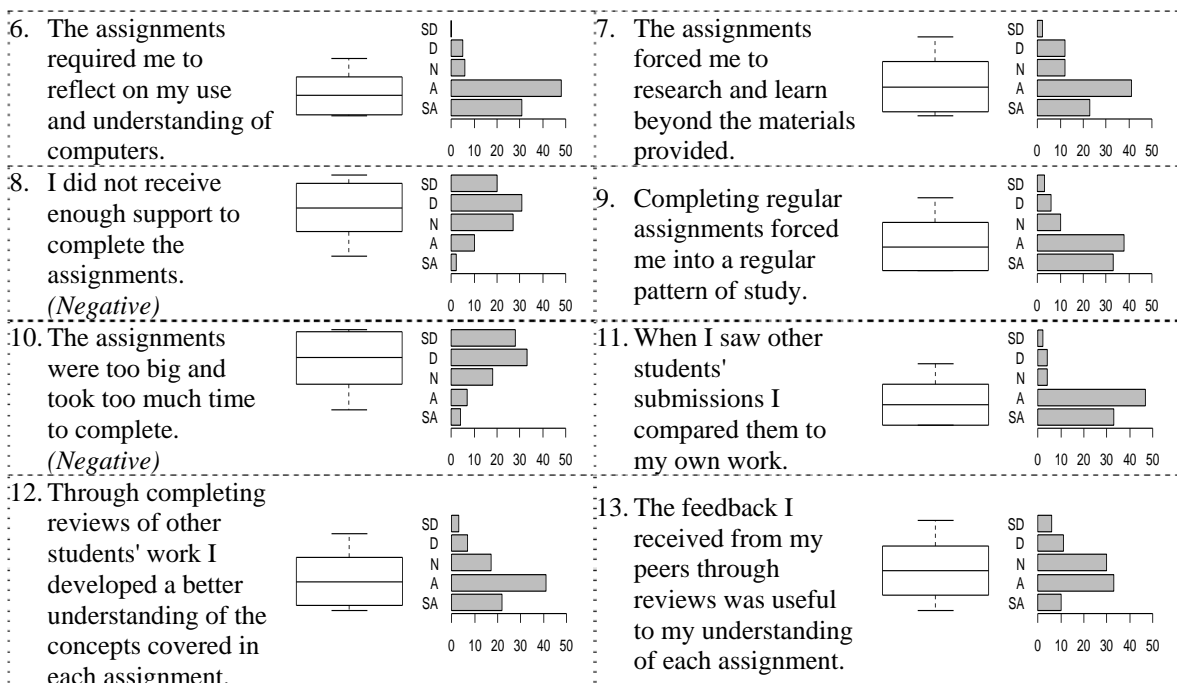 6. The assignments
required me to
reflect on my use
and understanding of
computers.
SD
D
N
A
SA
0 10 20 30 40 50
7. The assignments
forced me to
research and learn
beyond the materials
provided.
SD
D
N
A
SA
0 10 20 30 40 50
8. I did not receive
enough support to
complete the
assignments.
(Negative)
SD
D
N
A
SA
0 10 20 30 40 50
9. Completing regular
assignments forced
me into a regular
pattern of study.
SD
D
N
A
SA
0 10 20 30 40 50
10. The assignments
were too big and
took too much time
to complete.
(Negative)
SD
D
N
A
SA
0 10 20 30 40 50
11. When I saw other
students'
submissions I
compared them to
my own work.
SD
D
N
A
SA
0 10 20 30 40 50
12. Through completing
reviews of other
students' work I
developed a better
understanding of the
concepts covered in
each assignment.
SD
D
N
A
SA
0 10 20 30 40 50
13. The feedback I
received from my
peers through
reviews was useful
to my understanding
of each assignment.
SD
D
N
A
SA
0 10 20 30 40 50